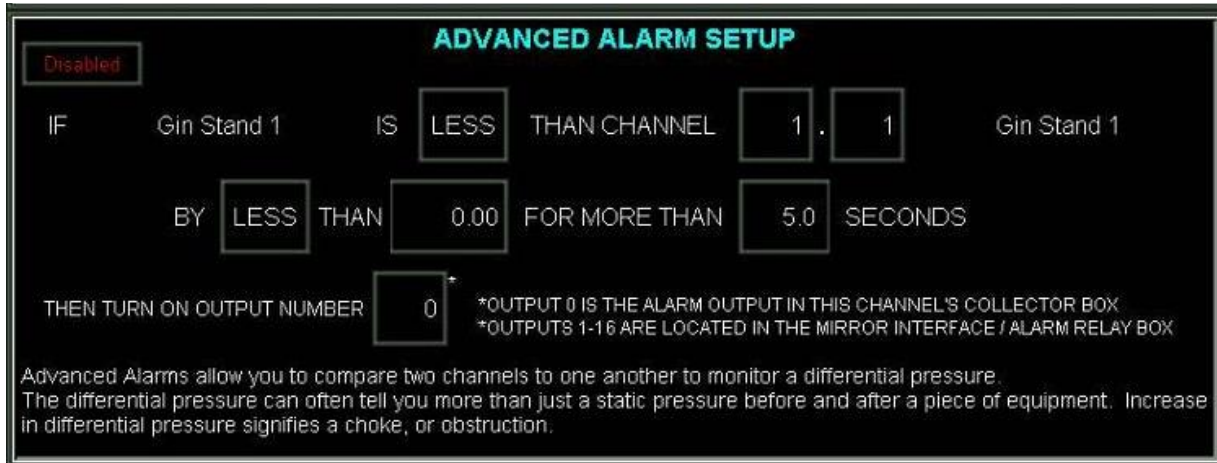 ADVANCED ALARM SETUP
Disabled
IF Gin Stand 1 IS LESS THAN CHANNEL 1 . 1 Gin Stand 1
BY LESS THAN 0.00 FOR MORE THAN 5.0 SECONDS
THEN TURN ON OUTPUT NUMBER 0 *
*OUTPUT 0 IS THE ALARM OUTPUT IN THIS CHANNEL'S COLLECTOR BOX
*OUTPUTS 1-16 ARE LOCATED IN THE MIRROR INTERFACE / ALARM RELAY BOX
Advanced Alarms allow you to compare two channels to one another to monitor a differential pressure.
The differential pressure can often tell you more than just a static pressure before and after a piece of equipment. Increase
in differential pressure signifies a choke, or obstruction.